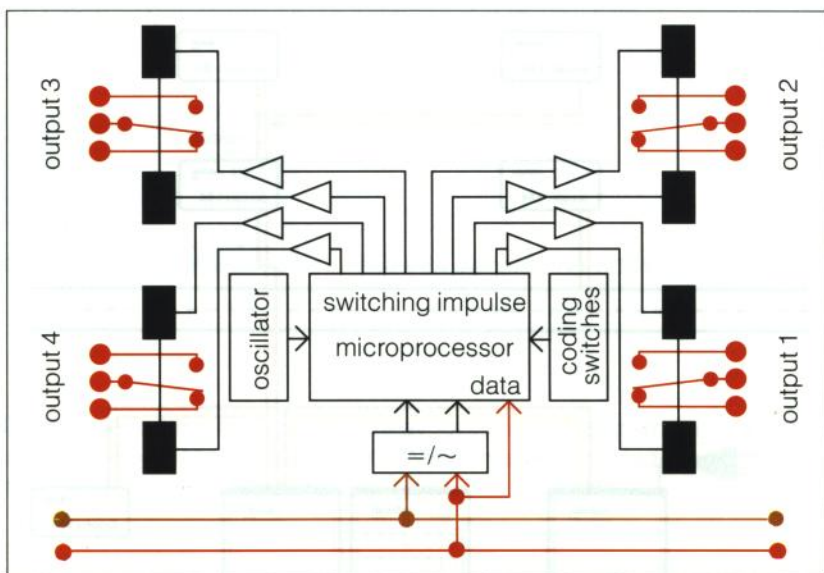 output 3
output 2
switching impulse
oscillator
microprocessor
coding
switches
data
output 4
output 1
=/~